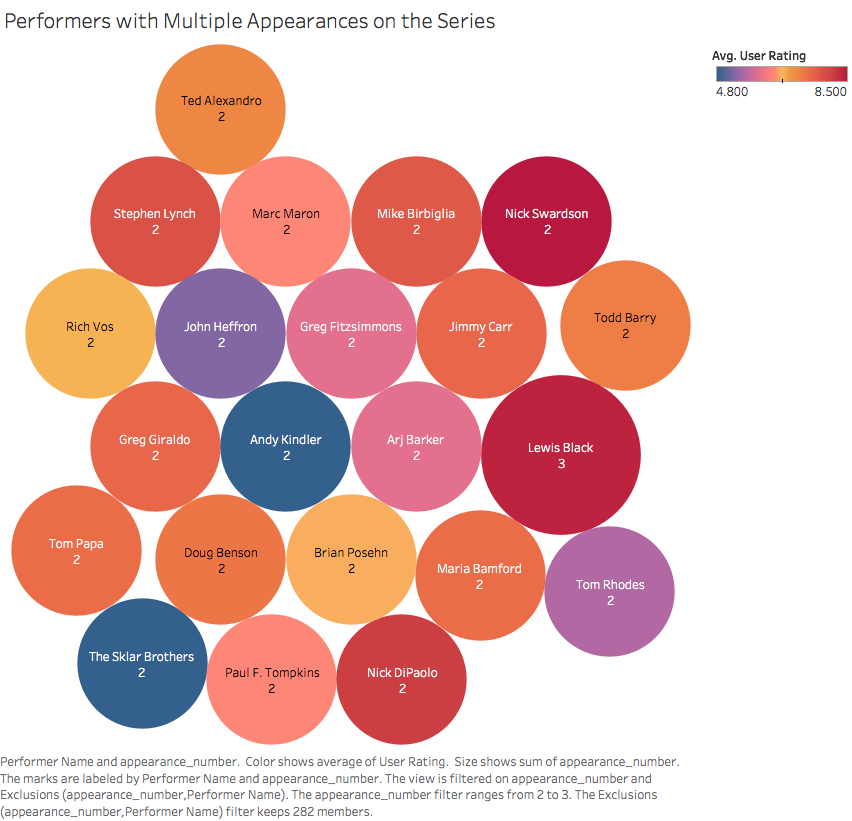 Performers with Multiple Appearances on the Series
Avg. User Rating
4.800 8.500
Ted Alexandro
2
Stephen Lynch
2
Marc Maron
2
Mike Birbiglia
2
Nick Swardson
2
Rich Vos
2
John Heffron
2
Greg Fitzsimmons
2
Jimmy Carr
2
Todd Barry
2
Greg Giraldo
2
Andy Kindler
2
Arj Barker
2
Lewis Black
3
Tom Papa
2
Doug Benson
2
Brian Posehn
2
Maria Bamford
2
Tom Rhodes
2
The Sklar Brothers
2
Paul F. Tompkins
2
Nick DiPaolo
2
Performer Name and appearance_number.  Color shows average of User Rating.  Size shows sum of appearance_number.
The marks are labeled by Performer Name and appearance_number. The view is filtered on appearance_number and
Exclusions (appearance_number,Performer Name). The appearance_number filter ranges from 2 to 3. The Exclusions
(appearance_number,Performer Name) filter keeps 282 members.